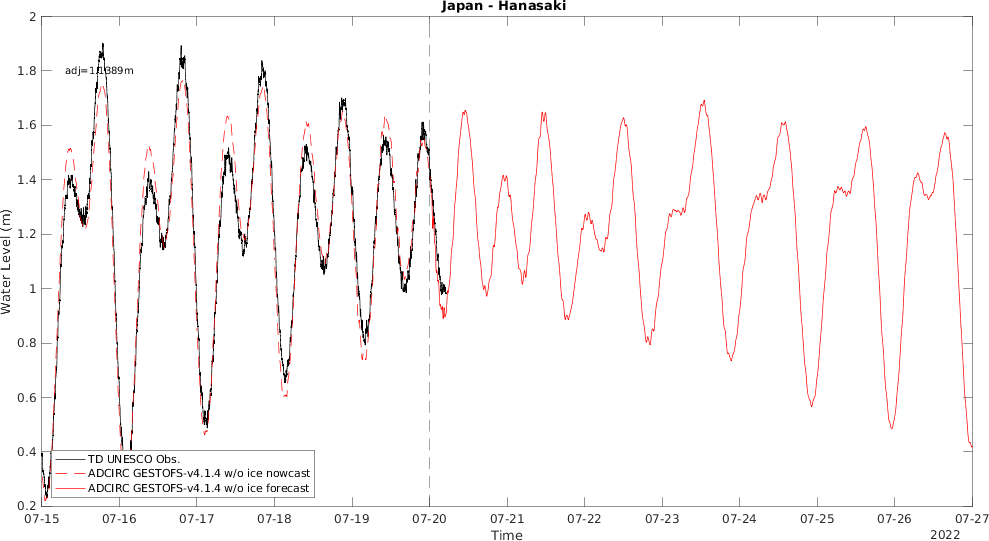 Japan - Hanasaki
2
1.8
1.6
1.4
1.2
1
0.8
0.6
0.4
0.2
Water Level (m)
adj=1.1389m
TD UNESCO Obs.
ADCIRC GESTOFS-v4.1.4 w/o ice nowcast
ADCIRC GESTOFS-v4.1.4 w/o ice forecast
07-15 07-16 07-17 07-18 07-19 07-20 07-21 07-22 07-23 07-24 07-25 07-26 07-27
Time
2022